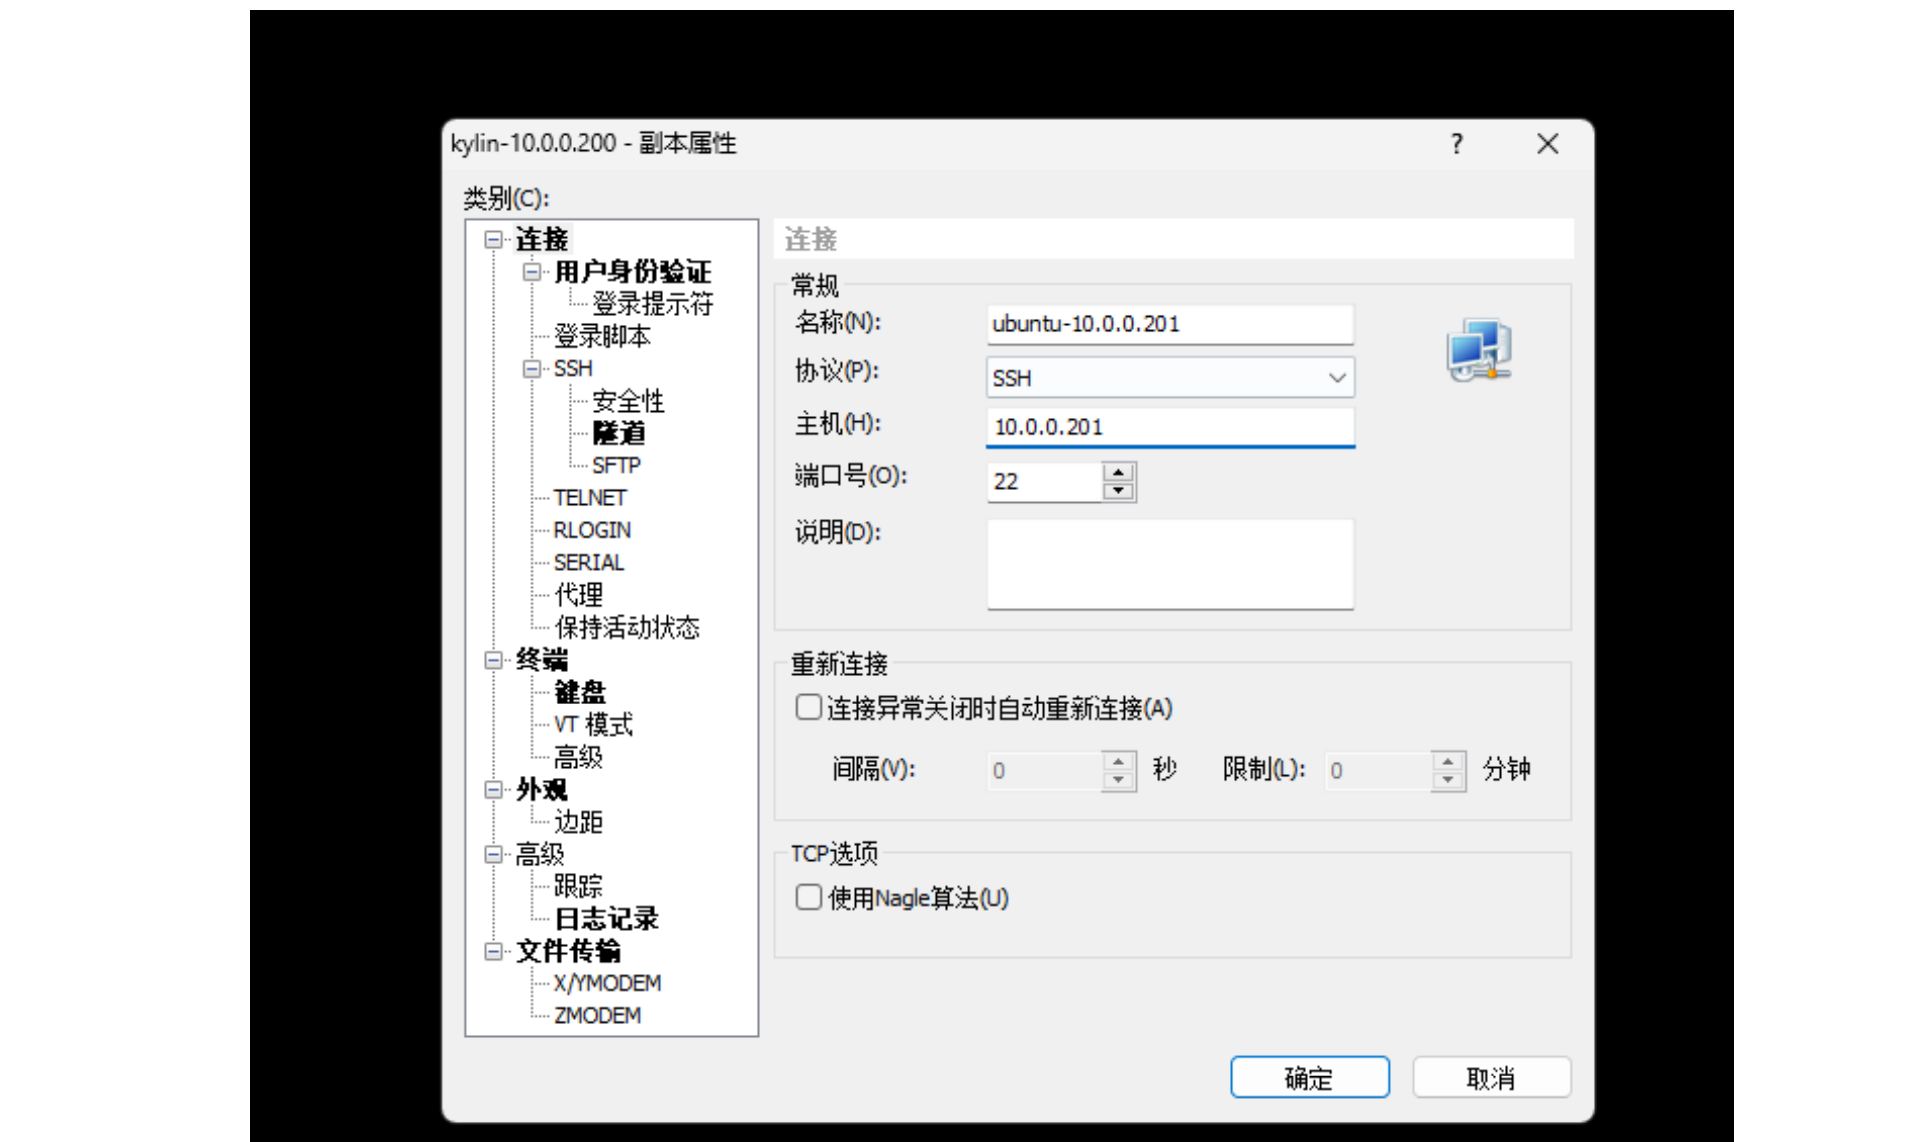 kylin-10.0.0.200 - 副本属性
?
类别(C):
连接
用户身份验证
登录提示符
登录脚本
SSH
安全性
隧道
SFTP
TELNET
RLOGIN
SERIAL
代理
保持活动状态
终端
键盘
VT 模式
高级
外观
边距
高级
跟踪
日志记录
文件传输
X/YMODEM
ZMODEM
连接
常规
名称(N): ubuntu-10.0.0.201
协议(P): SSH
主机(H): 10.0.0.201
端口号(O): 22
说明(D):
重新连接
连接异常关闭时自动重新连接(A)
间隔(V): 0 秒 限制(L): 0 分钟
TCP选项
使用Nagle算法(U)
确定 取消